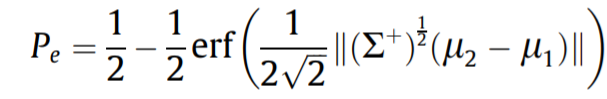 $P_e = \frac{1}{2} - \frac{1}{2} \mathrm{erf}\left( \frac{1}{2\sqrt{2}} \| (\Sigma^+)^{\frac{1}{2}} (\mu_2 - \mu_1) \| \right)$